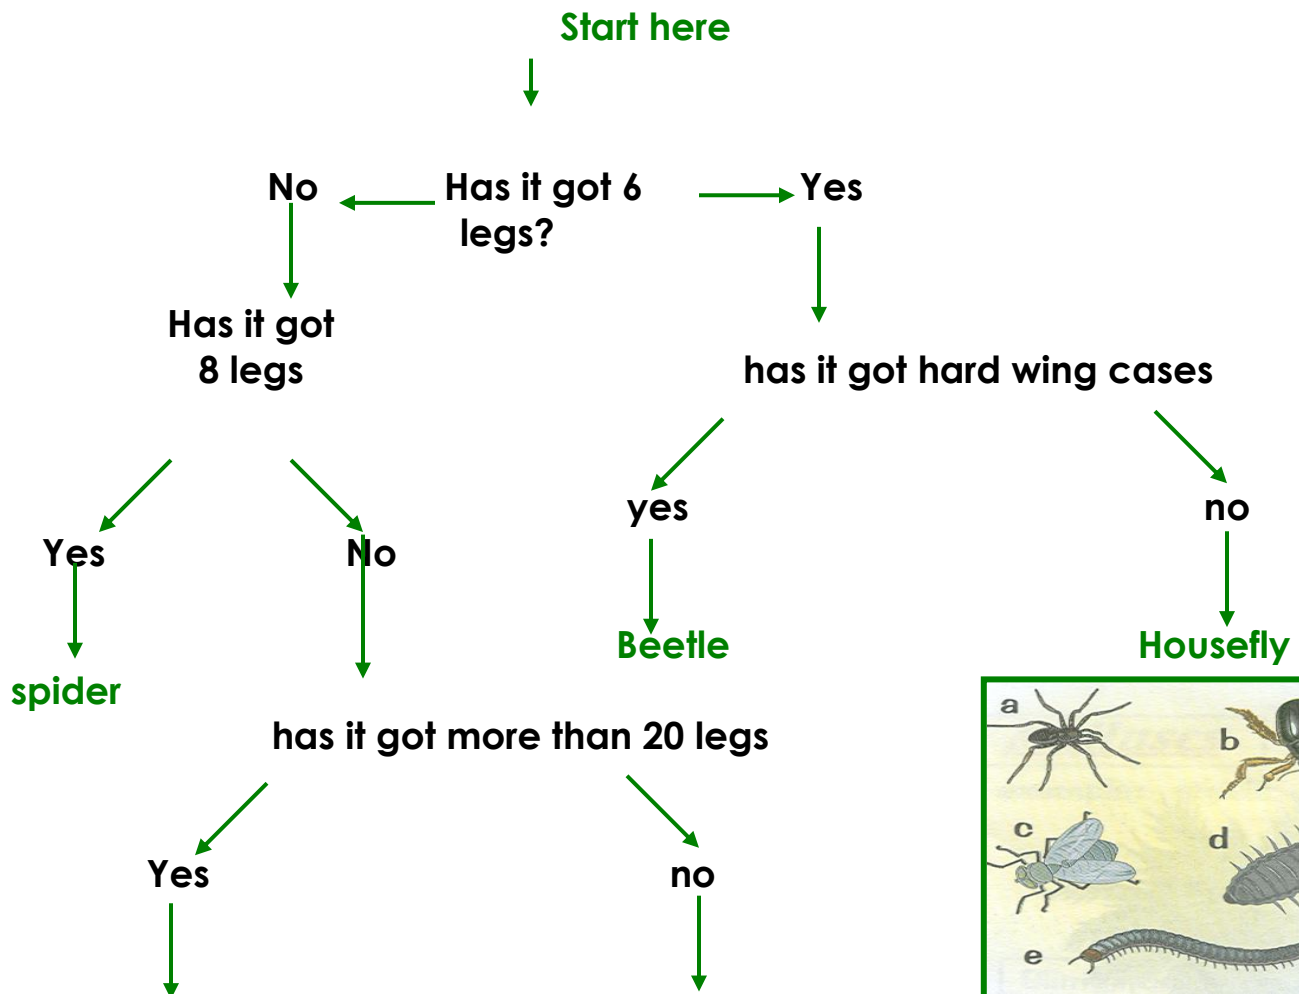 Start here
No
Has it got 6
legs?
Yes
Has it got
8 legs
has it got hard wing cases
Yes
No
yes
no
spider
Beetle
Housefly
has it got more than 20 legs
Yes
no
a
b
c
d
e